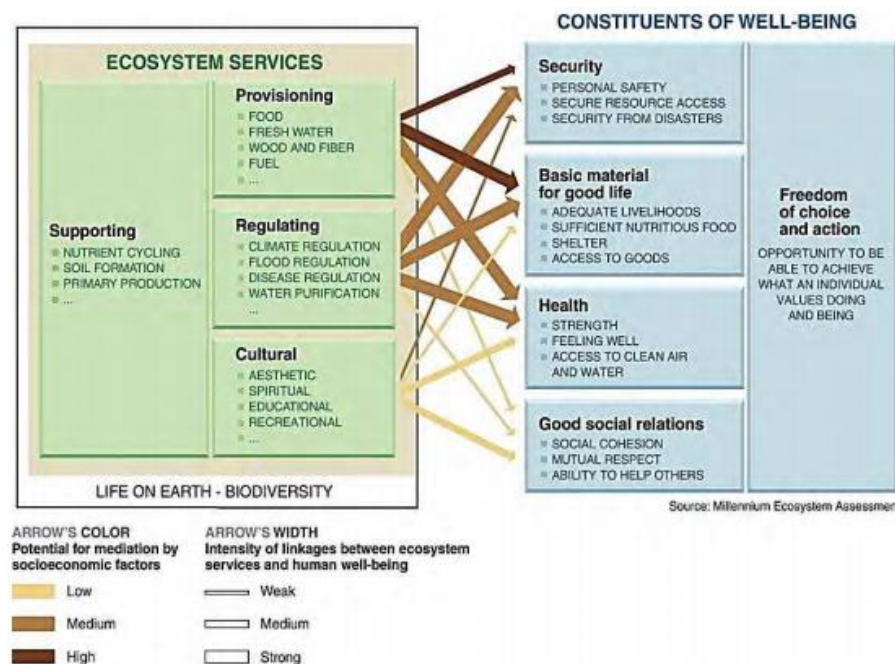 CONSTITUENTS OF WELL-BEING
ECOSYSTEM SERVICES
Supporting
NUTRIENT CYCLING
SOIL FORMATION
PRIMARY PRODUCTION
...
Provisioning
FOOD
FRESH WATER
WOOD AND FIBER
FUEL
...
Regulating
CLIMATE REGULATION
FLOOD REGULATION
DISEASE REGULATION
WATER PURIFICATION
...
Cultural
AESTHETIC
SPIRITUAL
EDUCATIONAL
RECREATIONAL
...
LIFE ON EARTH - BIODIVERSITY
Security
PERSONAL SAFETY
SECURE RESOURCE ACCESS
SECURITY FROM DISASTERS
Basic material
for good life
ADEQUATE LIVELIHOODS
SUFFICIENT NUTRITIOUS FOOD
SHELTER
ACCESS TO GOODS
Health
STRENGTH
FEELING WELL
ACCESS TO CLEAN AIR
AND WATER
Good social relations
SOCIAL COHESION
MUTUAL RESPECT
ABILITY TO HELP OTHERS
Freedom
of choice
and action
OPPORTUNITY TO BE
ABLE TO ACHIEVE
WHAT AN INDIVIDUAL
VALUES DOING
AND BEING
Source: Millennium Ecosystem Assessmen
ARROW'S COLOR
Potential for mediation by
socioeconomic factors
Low
Medium
High
ARROW'S WIDTH
Intensity of linkages between ecosystem
services and human well-being
Weak
Medium
Strong